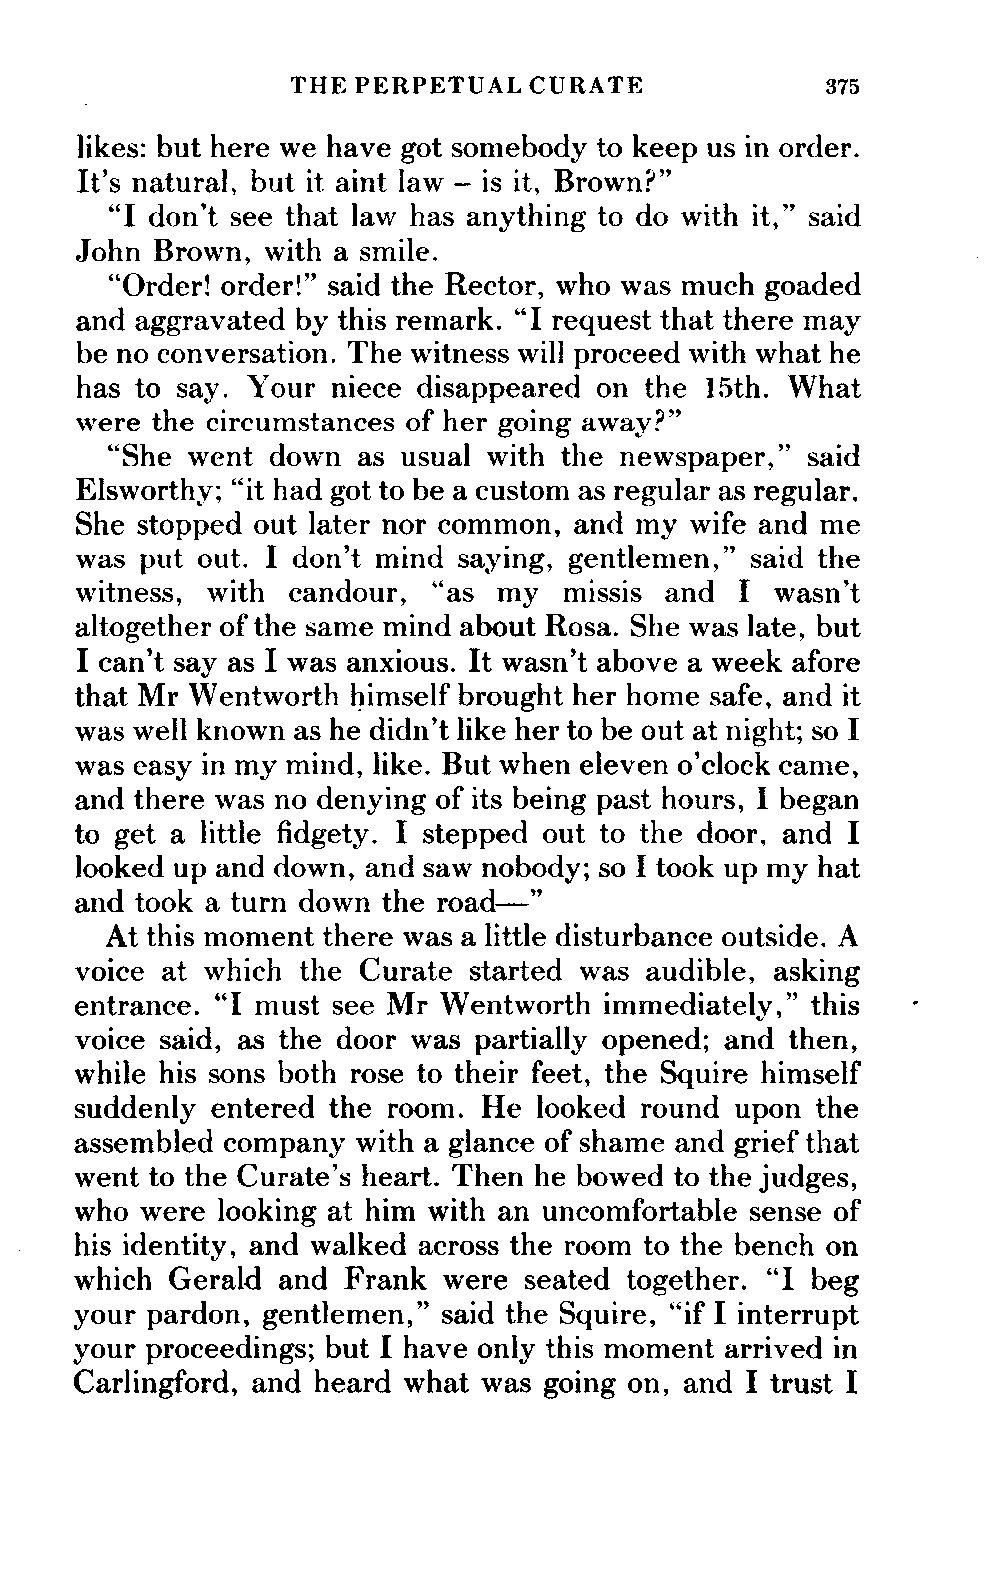 THE PERPETUAL CURATE 375
likes: but here we have got somebody to keep us in order.
It's natural, but it aint law – is it, Brown?”
“I don't see that law has anything to do with it,” said
John Brown, with a smile.
“Order! order!” said the Rector, who was much goaded
and aggravated by this remark. “I request that there may
be no conversation. The witness will proceed with what he
has to say. Your niece disappeared on the 15th. What
were the circumstances of her going away?”
“She went down as usual with the newspaper,” said
Elsworthy; “it had got to be a custom as regular as regular.
She stopped out later nor common, and my wife and me
was put out. I don't mind saying, gentlemen,” said the
witness, with candour, “as my missis and I wasn't
altogether of the same mind about Rosa. She was late, but
I can't say as I was anxious. It wasn't above a week afore
that Mr Wentworth himself brought her home safe, and it
was well known as he didn't like her to be out at night; so I
was easy in my mind, like. But when eleven o'clock came,
and there was no denying of its being past hours, I began
to get a little fidgety. I stepped out to the door, and I
looked up and down, and saw nobody; so I took up my hat
and took a turn down the road—”
At this moment there was a little disturbance outside. A
voice at which the Curate started was audible, asking
entrance. “I must see Mr Wentworth immediately,” this
voice said, as the door was partially opened; and then,
while his sons both rose to their feet, the Squire himself
suddenly entered the room. He looked round upon the
assembled company with a glance of shame and grief that
went to the Curate's heart. Then he bowed to the judges,
who were looking at him with an uncomfortable sense of
his identity, and walked across the room to the bench on
which Gerald and Frank were seated together. “I beg
your pardon, gentlemen,” said the Squire, “if I interrupt
your proceedings; but I have only this moment arrived in
Carlingford, and heard what was going on, and I trust I